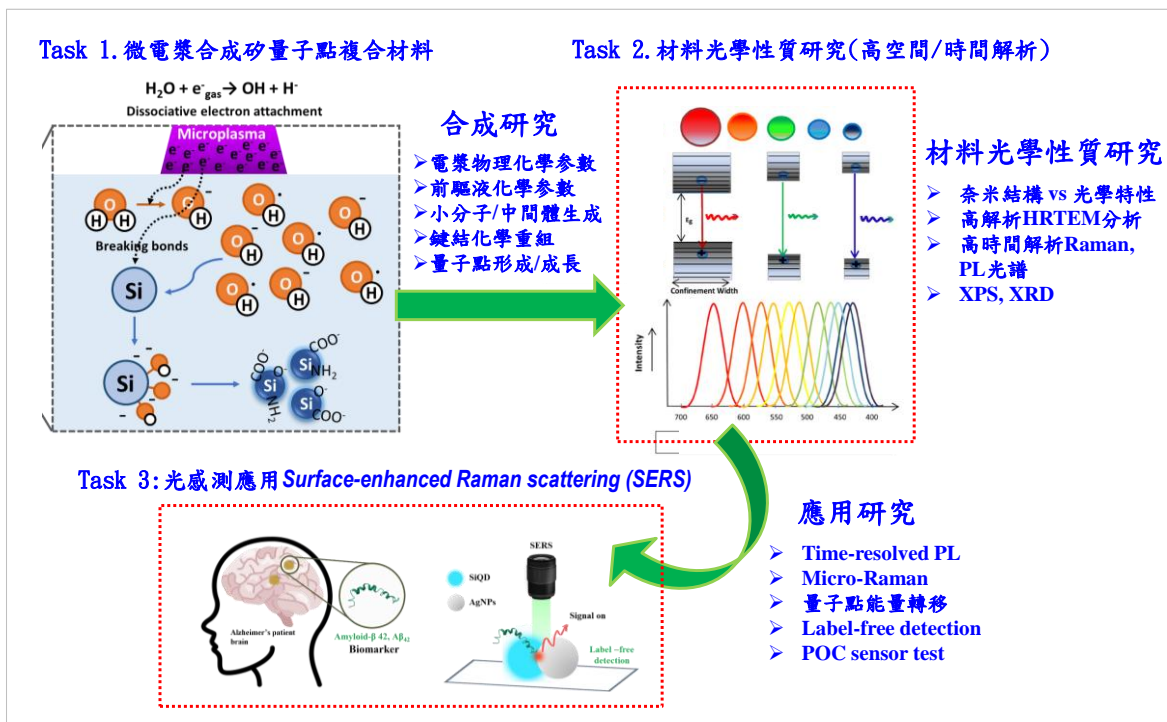 Task 1.微電漿合成矽量子點複合材料
H₂O + e⁻gas→ OH + H⁻
Dissociative electron attachment
Microplasma
e⁻ e⁻ e⁻ e⁻ e⁻ e⁻ e⁻ e⁻
O
H H
O⁻
H
Breaking bonds
O⁻
H
O·
H
O⁻
H
O·
H
O·
H
O⁻
H
O·
H
Si
Si
Si
Si
Si
COO⁻
COO⁻
O⁻
NH₂
NH₂
O⁻
COO⁻
合成研究
➢電漿物理化學參數
➢前驅液化學參數
➢小分子/中間體生成
➢鍵結化學重組
➢量子點形成/成長
Task 2.材料光學性質研究(高空間/時間解析)
Eg
Confinement Width
Intensity
700 650 600 550 500 450 400
材料光學性質研究
➢ 奈米結構 vs 光學特性
➢ 高解析HRTEM分析
➢ 高時間解析Raman,
PL光譜
➢ XPS, XRD
Task 3:光感測應用Surface-enhanced Raman scattering (SERS)
Alzheimer's patient
brain
Amyloid-β 42, Aβ₄₂
Biomarker
SERS
SiQD
AgNPs
Signal on
Label –free
detection
應用研究
➢ Time-resolved PL
➢ Micro-Raman
➢ 量子點能量轉移
➢ Label-free detection
➢ POC sensor test